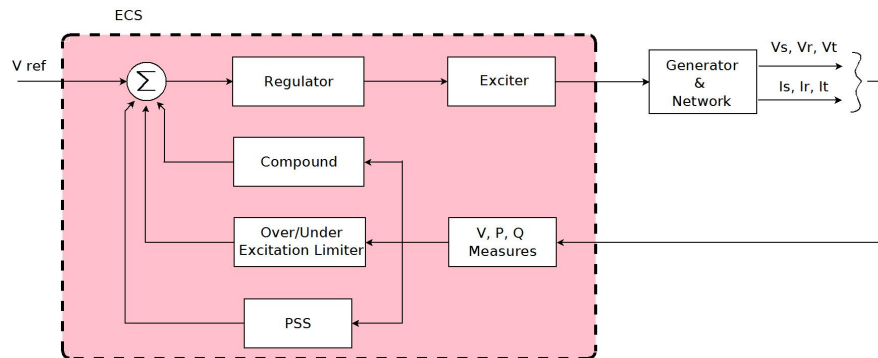 ECS
V ref
Σ
Regulator
Exciter
Generator
&
Network
Vs, Vr, Vt
Is, Ir, It
Compound
Over/Under
Excitation Limiter
V, P, Q
Measures
PSS